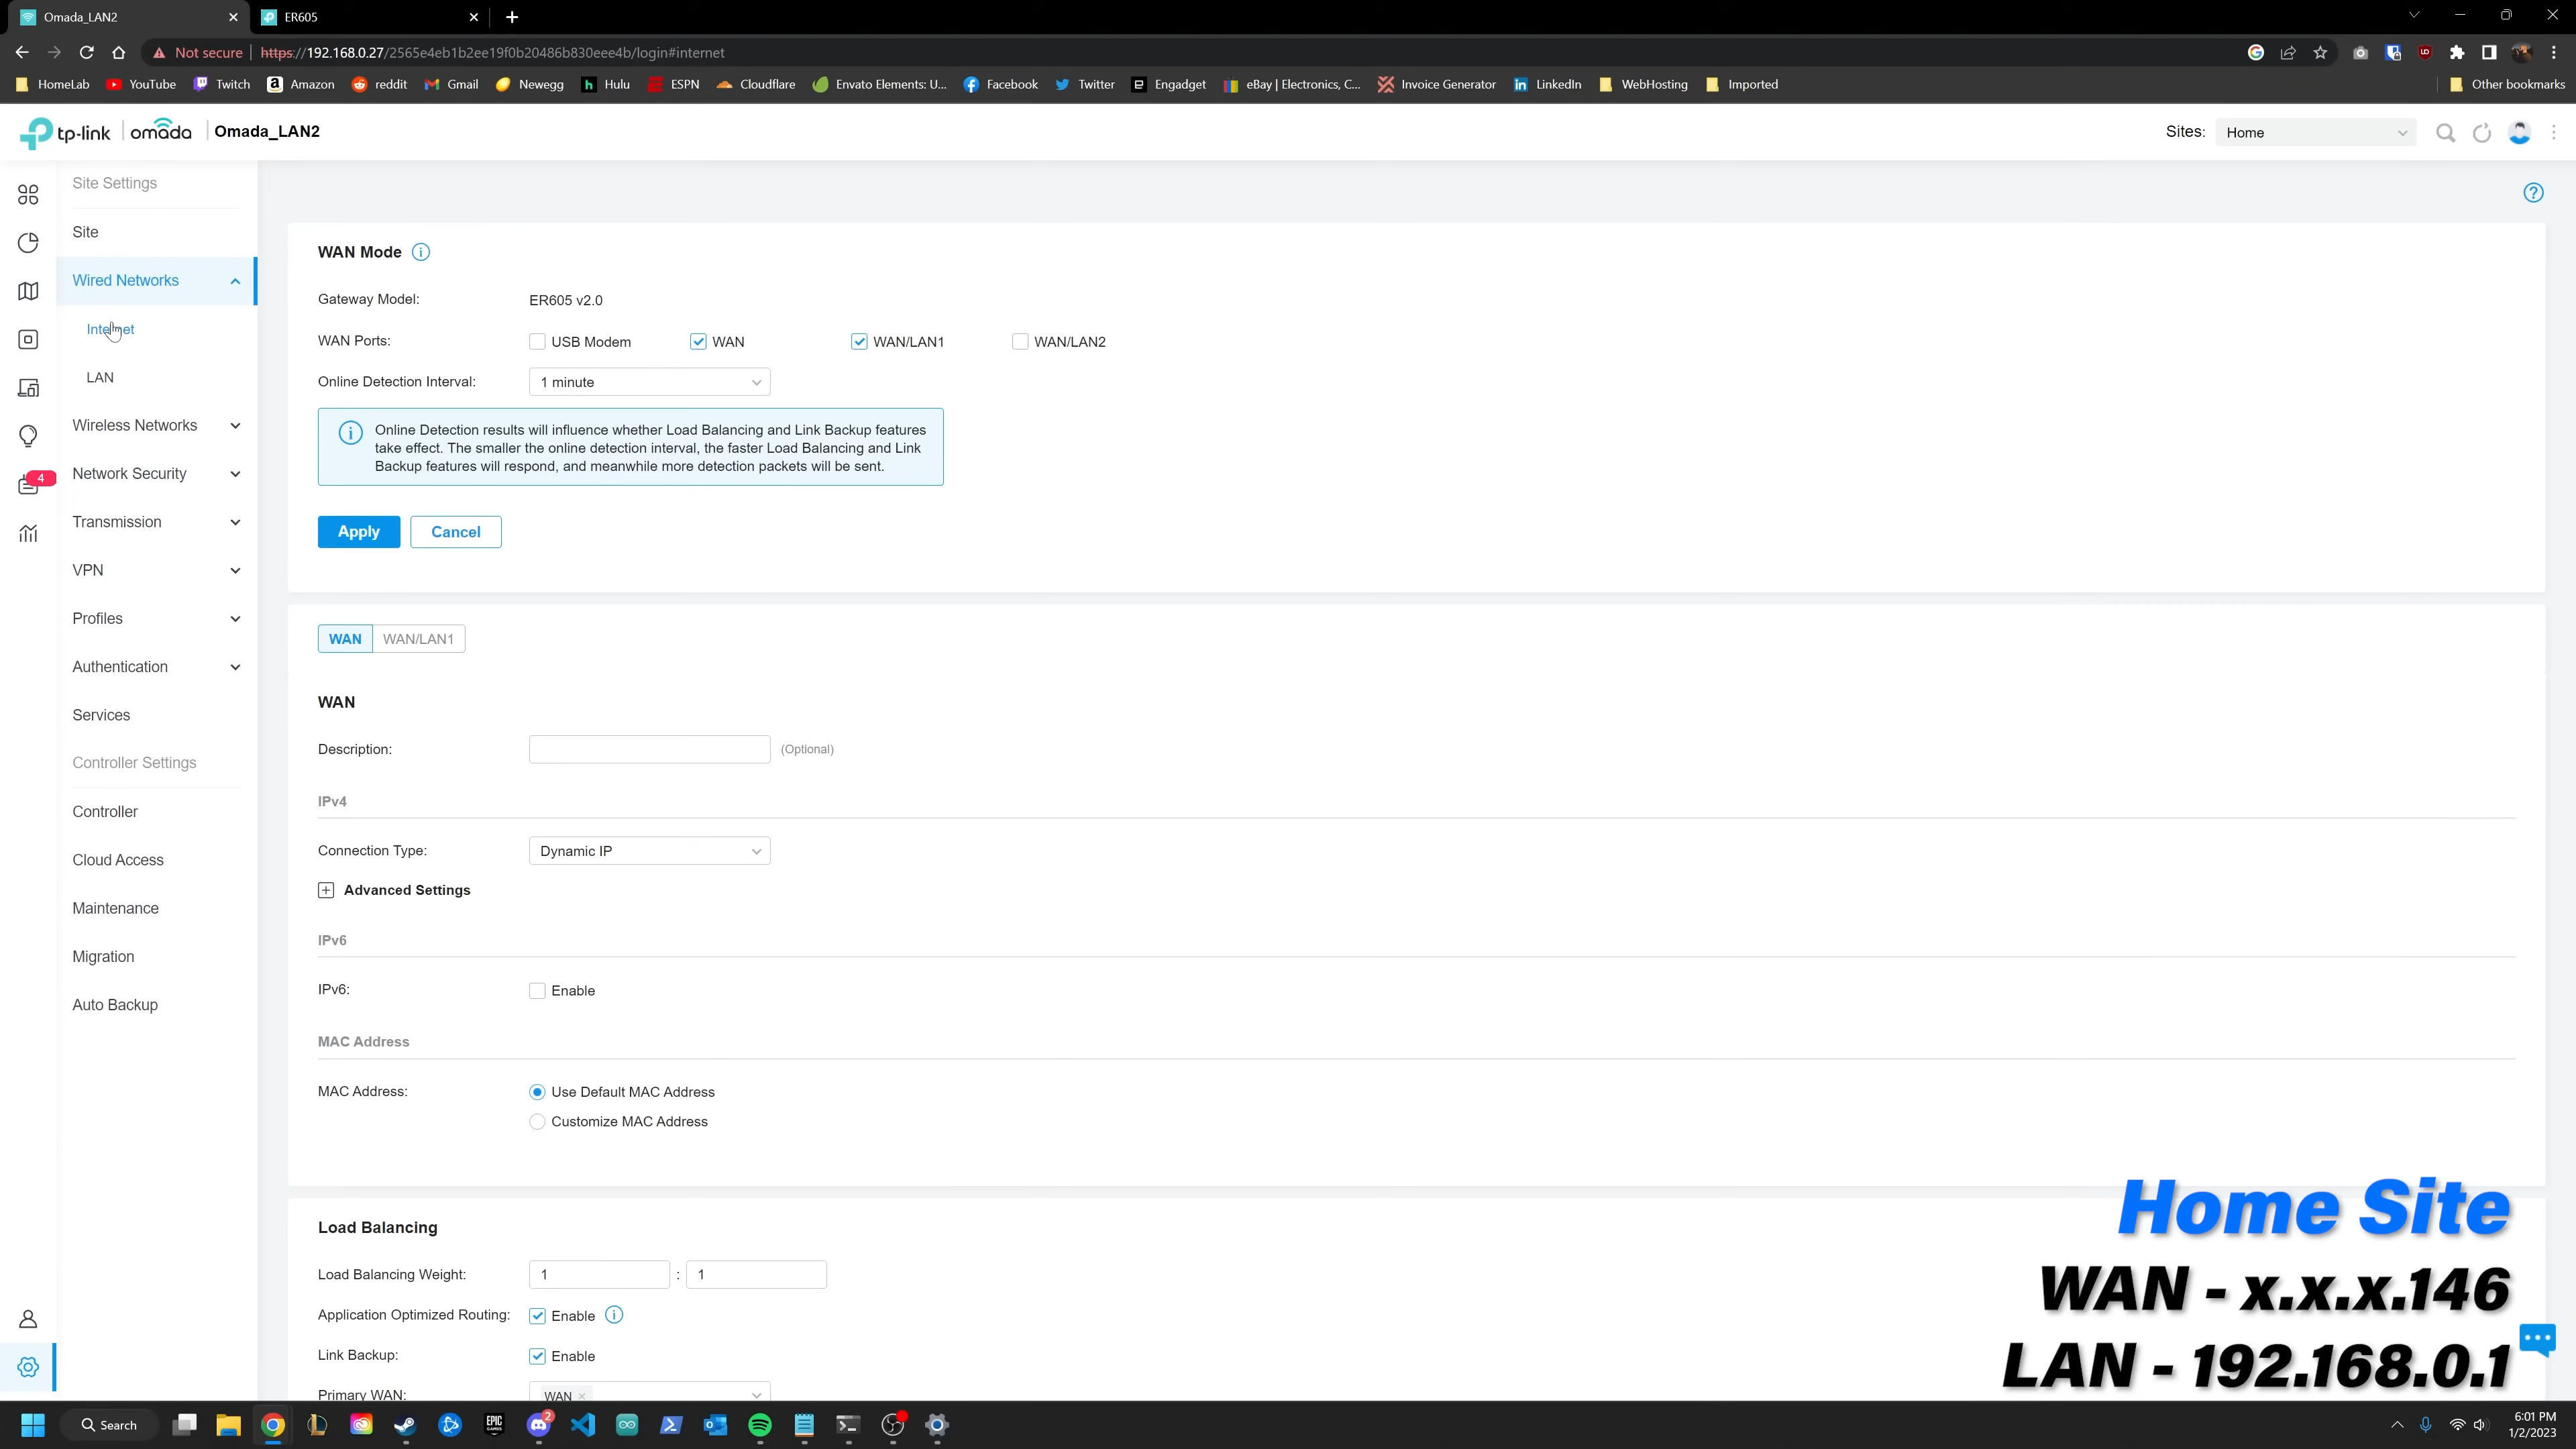 Omada_LAN2
ER605
Not secure
https://192.168.0.27/2565e4eb1b2ee19f0b20486b830eee4b/login#internet
HomeLab YouTube Twitch Amazon reddit Gmail Newegg Hulu ESPN Cloudflare Envato Elements: U... Facebook Twitter Engadget eBay | Electronics, C... Invoice Generator LinkedIn WebHosting Imported Other bookmarks
tp-link omada Omada_LAN2
Sites: Home
Site Settings
Site
Wired Networks
Internet
LAN
Wireless Networks
Network Security
4
Transmission
VPN
Profiles
Authentication
Services
Controller Settings
Controller
Cloud Access
Maintenance
Migration
Auto Backup
WAN Mode
Gateway Model: ER605 v2.0
WAN Ports: USB Modem WAN WAN/LAN1 WAN/LAN2
Online Detection Interval: 1 minute
Online Detection results will influence whether Load Balancing and Link Backup features
take effect. The smaller the online detection interval, the faster Load Balancing and Link
Backup features will respond, and meanwhile more detection packets will be sent.
Apply Cancel
WAN WAN/LAN1
WAN
Description: (Optional)
IPv4
Connection Type: Dynamic IP
Advanced Settings
IPv6
IPv6: Enable
MAC Address
MAC Address: Use Default MAC Address
Customize MAC Address
Load Balancing
Load Balancing Weight: 1 : 1
Application Optimized Routing: Enable
Link Backup: Enable
Primary WAN: WAN
Home Site
WAN - x.x.x.146
LAN - 192.168.0.1
Search
EPIC GAMES
2
6:01 PM
1/2/2023